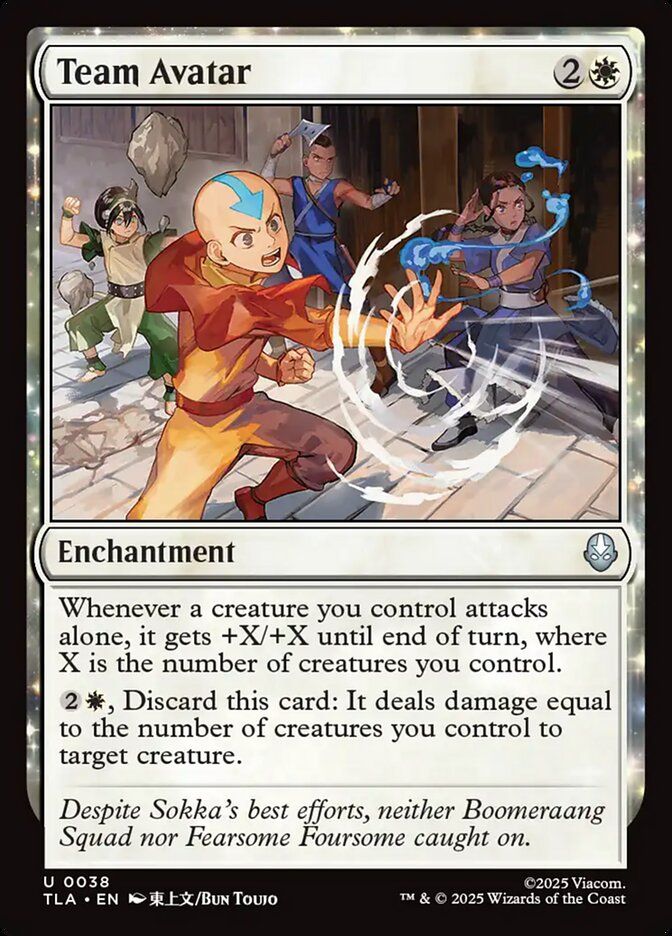 Team Avatar 2
Enchantment
Whenever a creature you control attacks
alone, it gets +X/+X until end of turn, where
X is the number of creatures you control.
2, Discard this card: It deals damage equal
to the number of creatures you control to
target creature.
Despite Sokka's best efforts, neither Boomeraang
Squad nor Fearsome Foursome caught on.
U 0038 ©2025 Viacom.
TLA • EN 東上文/Bun Toujo ™ & © 2025 Wizards of the Coast